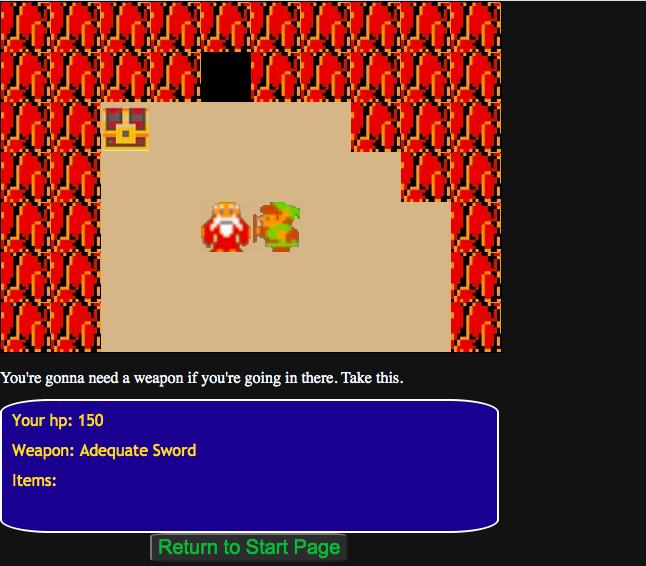 You're gonna need a weapon if you're going in there. Take this.
Your hp: 150
Weapon: Adequate Sword
Items:
Return to Start Page